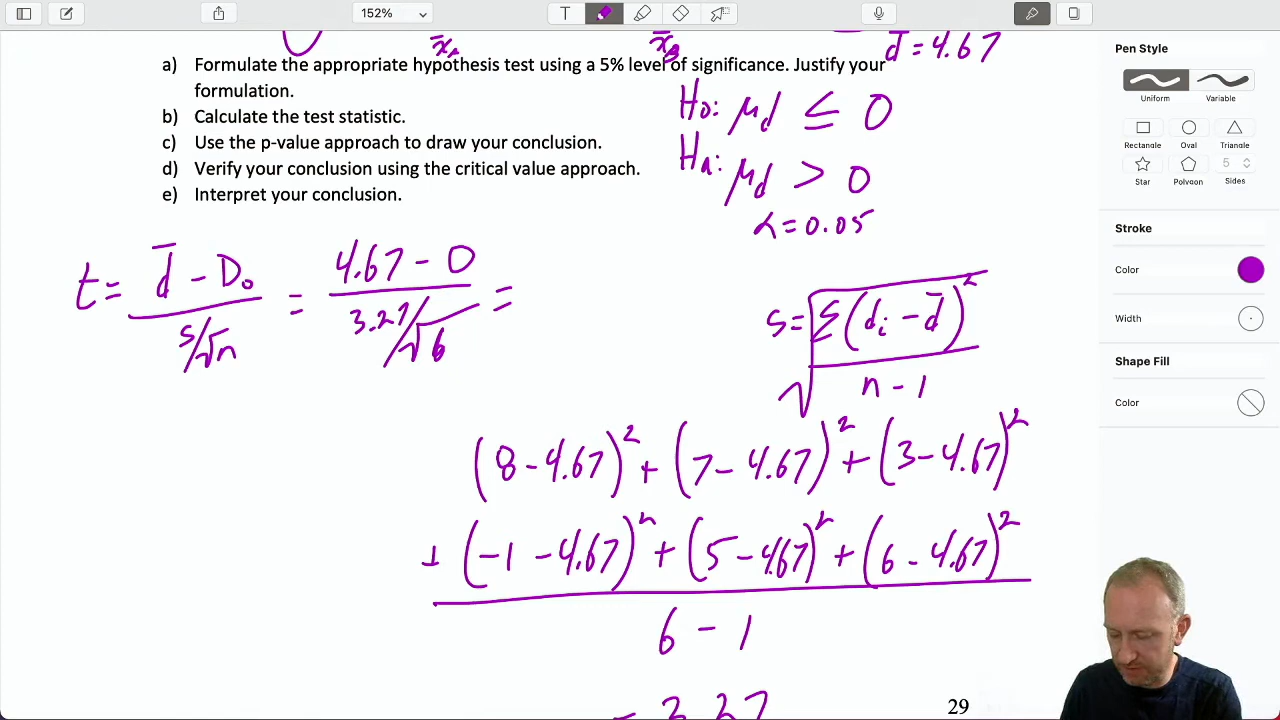 152%
T
Pen Style
x̄A x̄B d̄ = 4.67
a) Formulate the appropriate hypothesis test using a 5% level of significance. Justify your
formulation.
b) Calculate the test statistic.
c) Use the p-value approach to draw your conclusion.
d) Verify your conclusion using the critical value approach.
e) Interpret your conclusion.
H0: μd ≤ 0
Ha: μd > 0
α = 0.05
t = (d̄ - D0) / (s/√n) = (4.67 - 0) / (3.27/√6) =
s = √(Σ(di - d̄)² / (n - 1))
(8 - 4.67)² + (7 - 4.67)² + (3 - 4.67)²
+ (-1 - 4.67)² + (5 - 4.67)² + (6 - 4.67)²
6 - 1
= 3.27
29
Uniform Variable
Rectangle Oval Triangle
5
Star Polygon Sides
Stroke
Color
Width
Shape Fill
Color